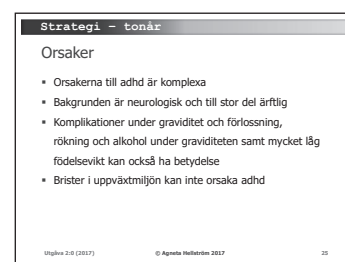 Strategi – tonår
Orsaker
▪ Orsakerna till adhd är komplexa
▪ Bakgrunden är neurologisk och till stor del ärftlig
▪ Komplikationer under graviditet och förlossning,
rökning och alkohol under graviditeten samt mycket låg
födelsevikt kan också ha betydelse
▪ Brister i uppväxtmiljön kan inte orsaka adhd
Utgåva 2:0 (2017) © Agneta Hellström 2017 25